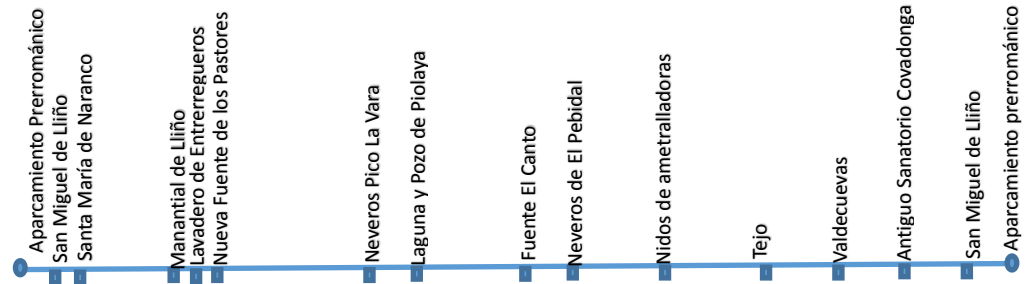 Aparcamiento Prerrománico
San Miguel de Lliño
Santa María de Naranco
Manantial de Lliño
Lavadero de Entrerregueros
Nueva Fuente de los Pastores
Neveros Pico La Vara
Laguna y Pozo de Piolaya
Fuente El Canto
Neveros de El Pebidal
Nidos de ametralladoras
Tejo
Valdecuevas
Antiguo Sanatorio Covadonga
San Miguel de Lliño
Aparcamiento prerrománico